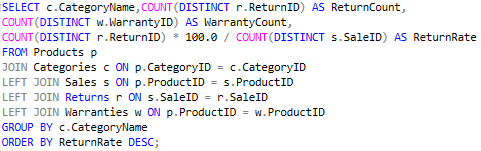 SELECT c.CategoryName,COUNT(DISTINCT r.ReturnID) AS ReturnCount,
COUNT(DISTINCT w.WarrantyID) AS WarrantyCount,
COUNT(DISTINCT r.ReturnID) * 100.0 / COUNT(DISTINCT s.SaleID) AS ReturnRate
FROM Products p
JOIN Categories c ON p.CategoryID = c.CategoryID
LEFT JOIN Sales s ON p.ProductID = s.ProductID
LEFT JOIN Returns r ON s.SaleID = r.SaleID
LEFT JOIN Warranties w ON p.ProductID = w.ProductID
GROUP BY c.CategoryName
ORDER BY ReturnRate DESC;